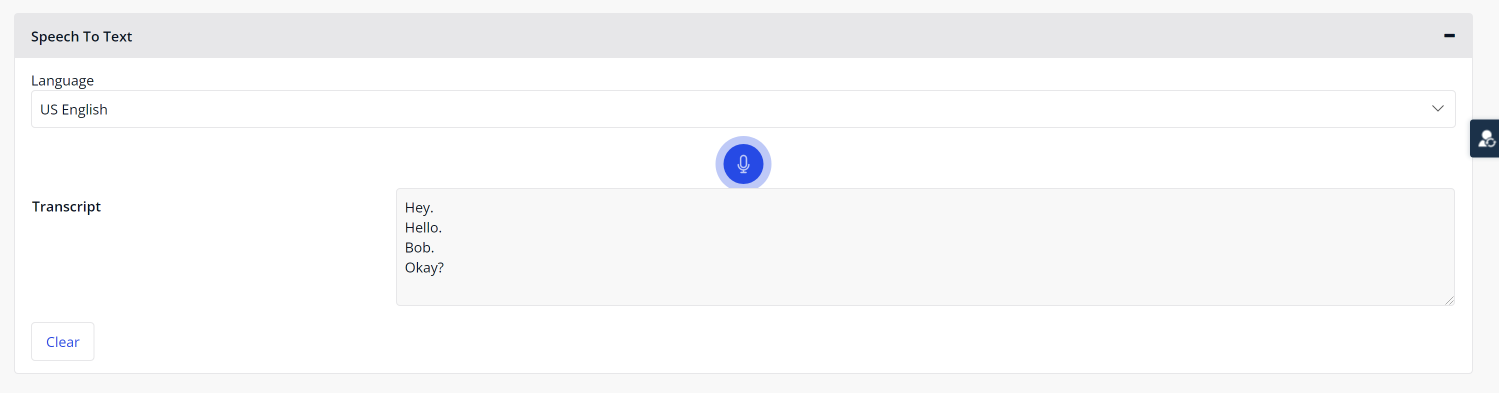 Speech To Text
Language
US English
Transcript
Hey.
Hello.
Bob.
Okay?
Clear